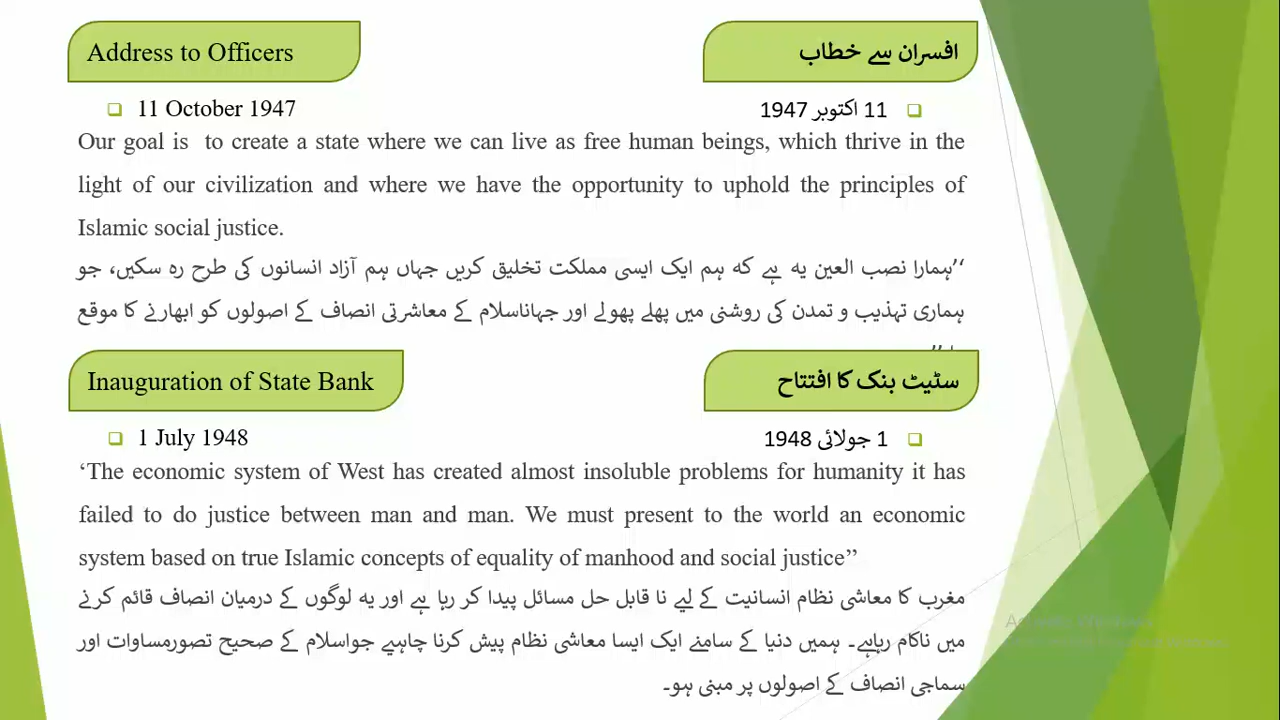 Address to Officers
افسران سے خطاب
11 October 1947
11 اکتوبر 1947
Our goal is to create a state where we can live as free human beings, which thrive in the
light of our civilization and where we have the opportunity to uphold the principles of
Islamic social justice.
‘‘ہمارا نصب العین یہ ہے کہ ہم ایک ایسی مملکت تخلیق کریں جہاں ہم آزاد انسانوں کی طرح رہ سکیں، جو
ہماری تہذیب و تمدن کی روشنی میں پھلے پھولے اور جہاناسلام کے معاشرتی انصاف کے اصولوں کو ابھارنے کا موقع
Inauguration of State Bank
سٹیٹ بنک کا افتتاح
1 July 1948
1 جولائی 1948
‘The economic system of West has created almost insoluble problems for humanity it has
failed to do justice between man and man. We must present to the world an economic
system based on true Islamic concepts of equality of manhood and social justice”
مغرب کا معاشی نظام انسانیت کے لیے نا قابل حل مسائل پیدا کر رہا ہے اور یہ لوگوں کے درمیان انصاف قائم کرنے
میں ناکام رہاہے۔ ہمیں دنیا کے سامنے ایک ایسا معاشی نظام پیش کرنا چاہیے جواسلام کے صحیح تصورمساوات اور
سماجی انصاف کے اصولوں پر مبنی ہو۔